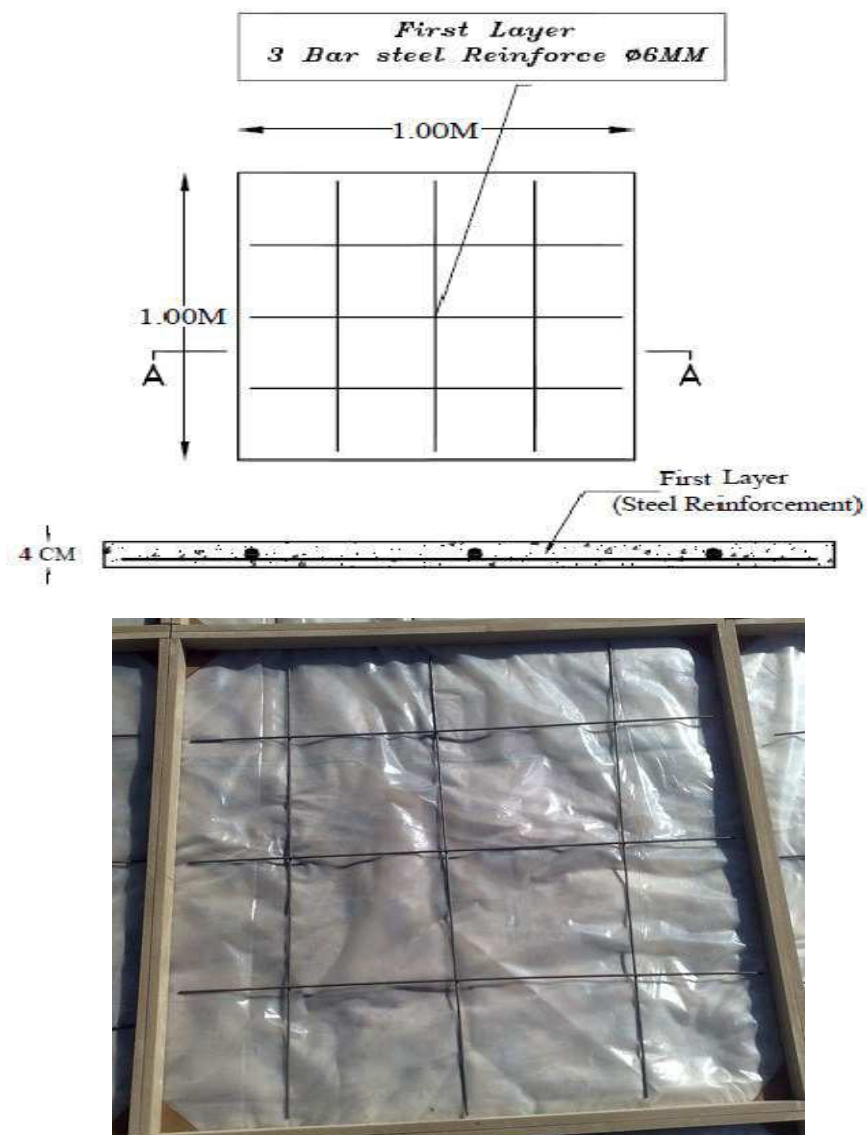 First Layer
3 Bar steel Reinforce Ø6MM
1.00M
1.00M
A
A
First Layer
(Steel Reinforcement)
4 CM